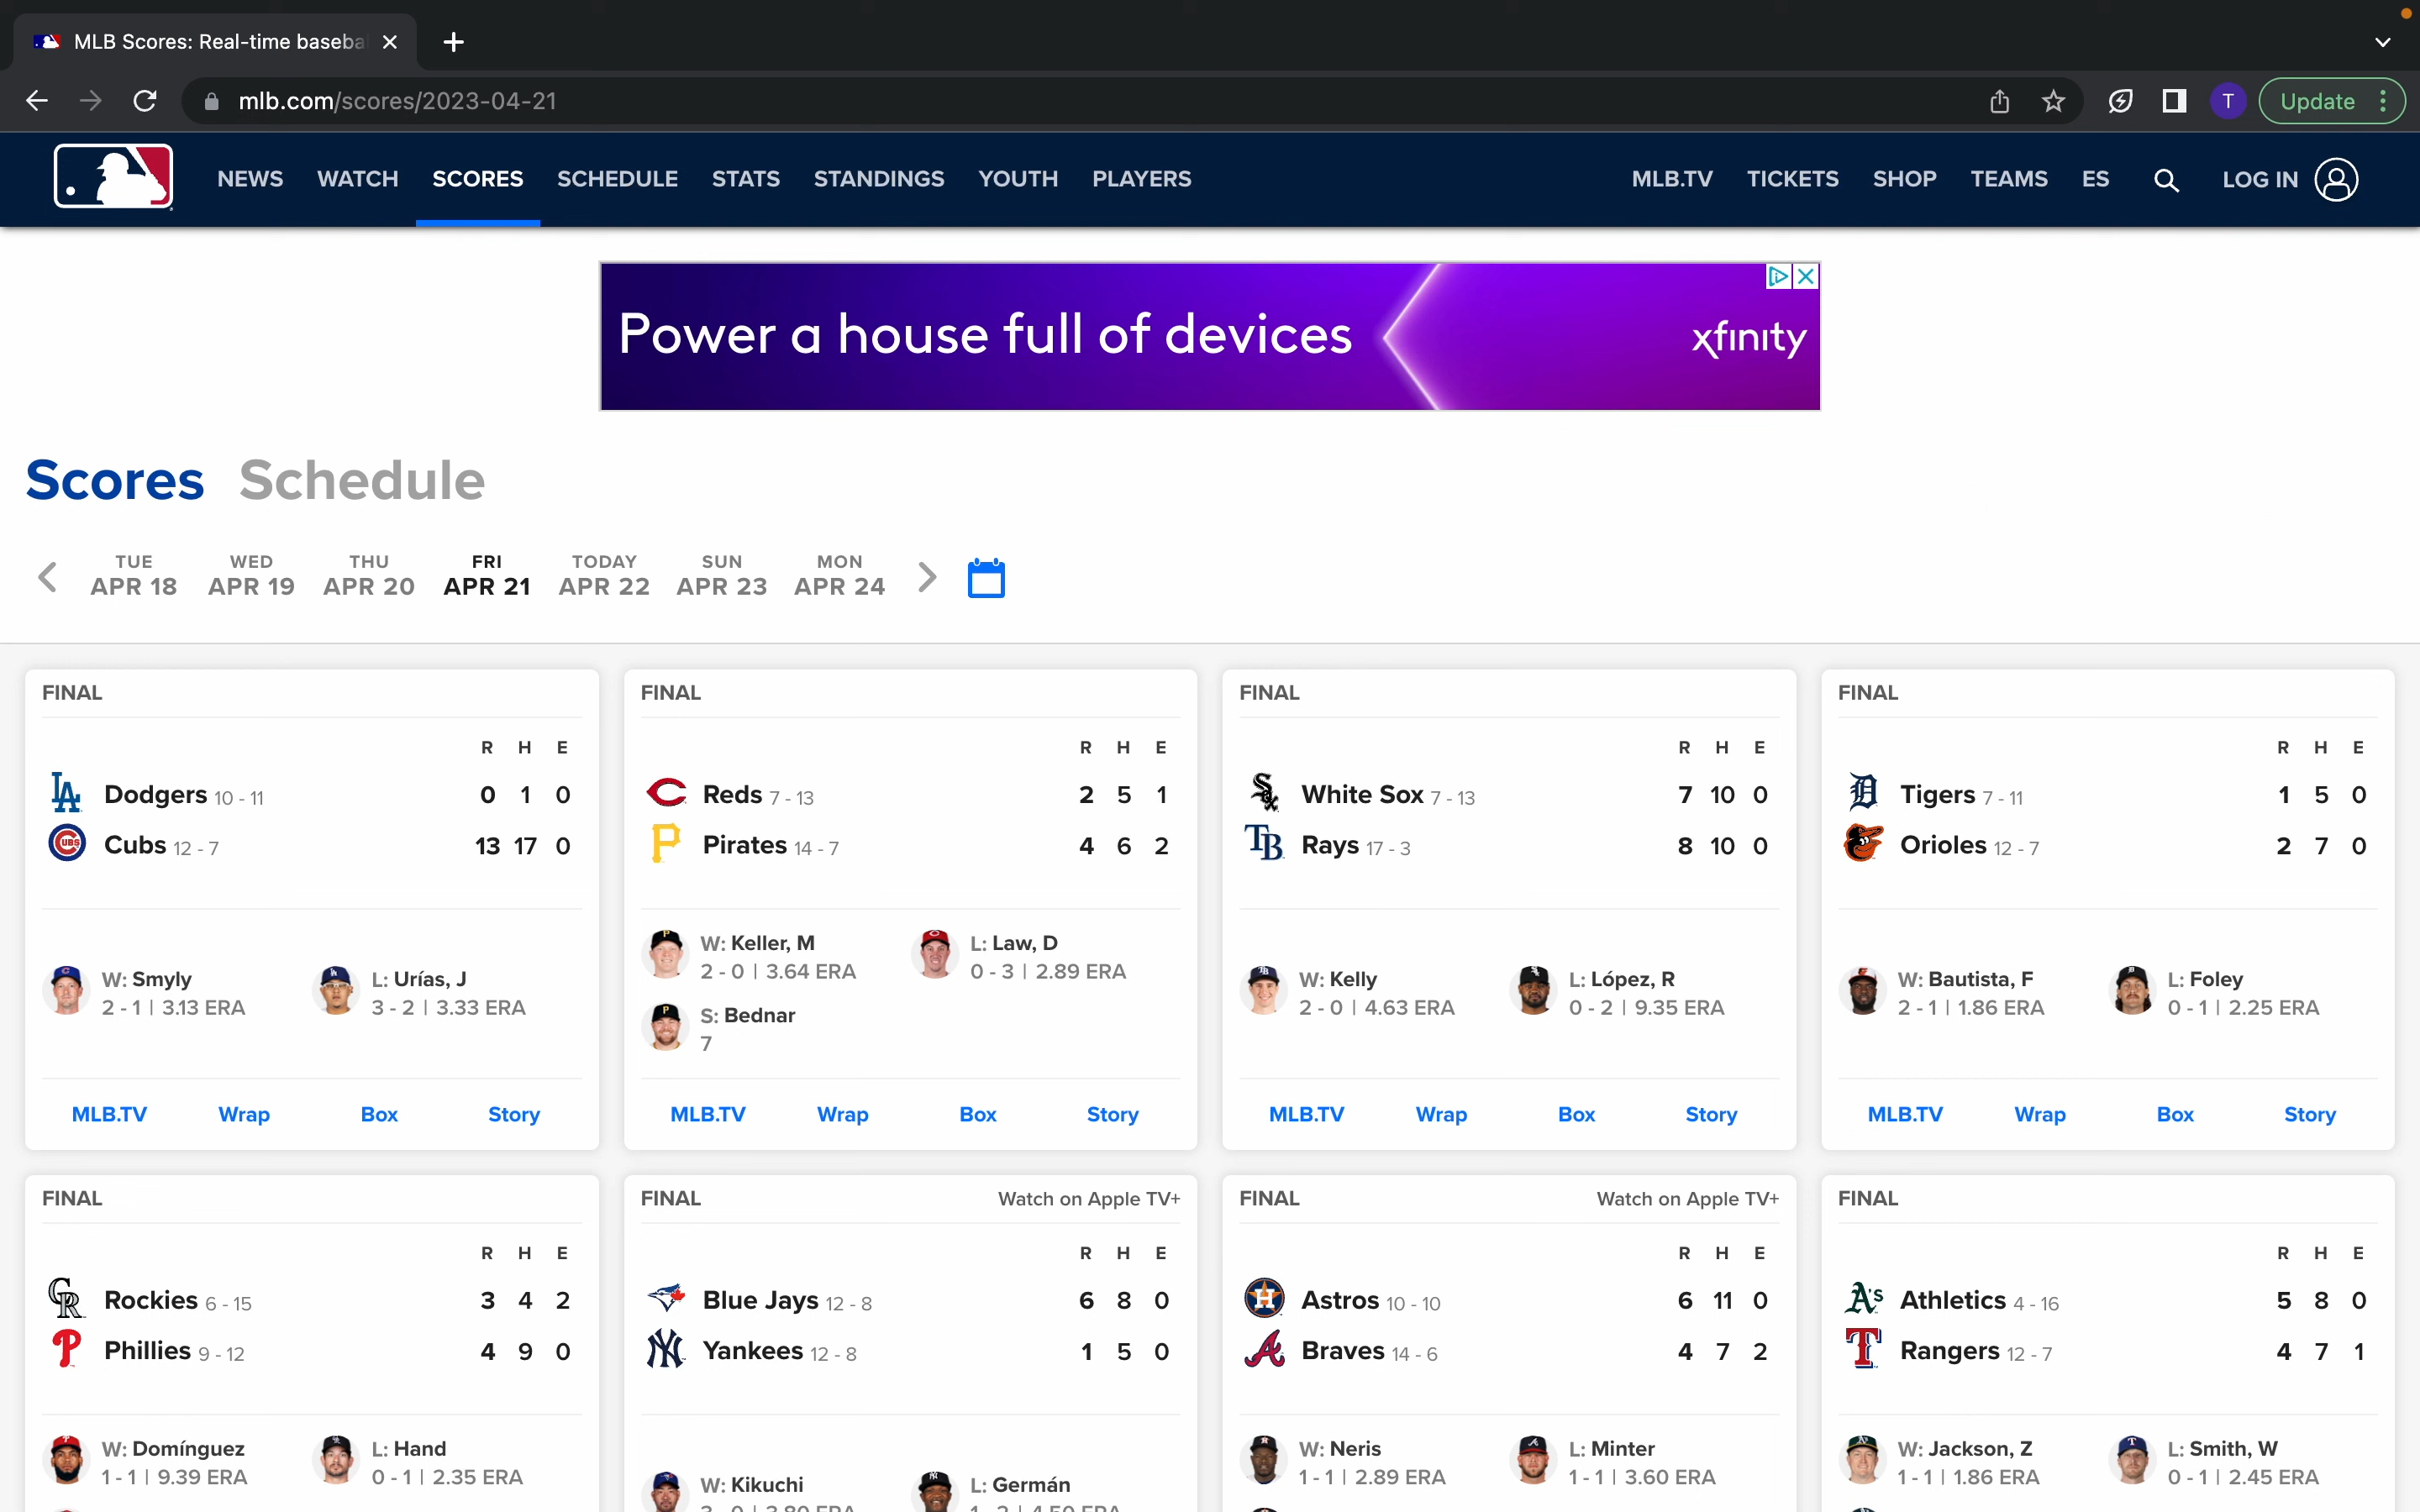 MLB Scores: Real-time baseba
mlb.com/scores/2023-04-21
T
Update
NEWS WATCH SCORES SCHEDULE STATS STANDINGS YOUTH PLAYERS MLB.TV TICKETS SHOP TEAMS ES LOG IN
Power a house full of devices xfinity
Scores Schedule
TUE WED THU FRI TODAY SUN MON
APR 18 APR 19 APR 20 APR 21 APR 22 APR 23 APR 24
FINAL
R H E
Dodgers 10 - 11 0 1 0
Cubs 12 - 7 13 17 0
W: Smyly L: Urías, J
2 - 1 | 3.13 ERA 3 - 2 | 3.33 ERA
MLB.TV Wrap Box Story
FINAL
R H E
Reds 7 - 13 2 5 1
Pirates 14 - 7 4 6 2
W: Keller, M L: Law, D
2 - 0 | 3.64 ERA 0 - 3 | 2.89 ERA
S: Bednar
7
MLB.TV Wrap Box Story
FINAL
R H E
White Sox 7 - 13 7 10 0
Rays 17 - 3 8 10 0
W: Kelly L: López, R
2 - 0 | 4.63 ERA 0 - 2 | 9.35 ERA
MLB.TV Wrap Box Story
FINAL
R H E
Tigers 7 - 11 1 5 0
Orioles 12 - 7 2 7 0
W: Bautista, F L: Foley
2 - 1 | 1.86 ERA 0 - 1 | 2.25 ERA
MLB.TV Wrap Box Story
FINAL
R H E
Rockies 6 - 15 3 4 2
Phillies 9 - 12 4 9 0
W: Domínguez L: Hand
1 - 1 | 9.39 ERA 0 - 1 | 2.35 ERA
FINAL Watch on Apple TV+
R H E
Blue Jays 12 - 8 6 8 0
Yankees 12 - 8 1 5 0
W: Kikuchi L: Germán
3 - 0 | 3.80 ERA 1 - 2 | 4.50 ERA
FINAL Watch on Apple TV+
R H E
Astros 10 - 10 6 11 0
Braves 14 - 6 4 7 2
W: Neris L: Minter
1 - 1 | 2.89 ERA 1 - 1 | 3.60 ERA
FINAL
R H E
Athletics 4 - 16 5 8 0
Rangers 12 - 7 4 7 1
W: Jackson, Z L: Smith, W
1 - 1 | 1.86 ERA 0 - 1 | 2.45 ERA